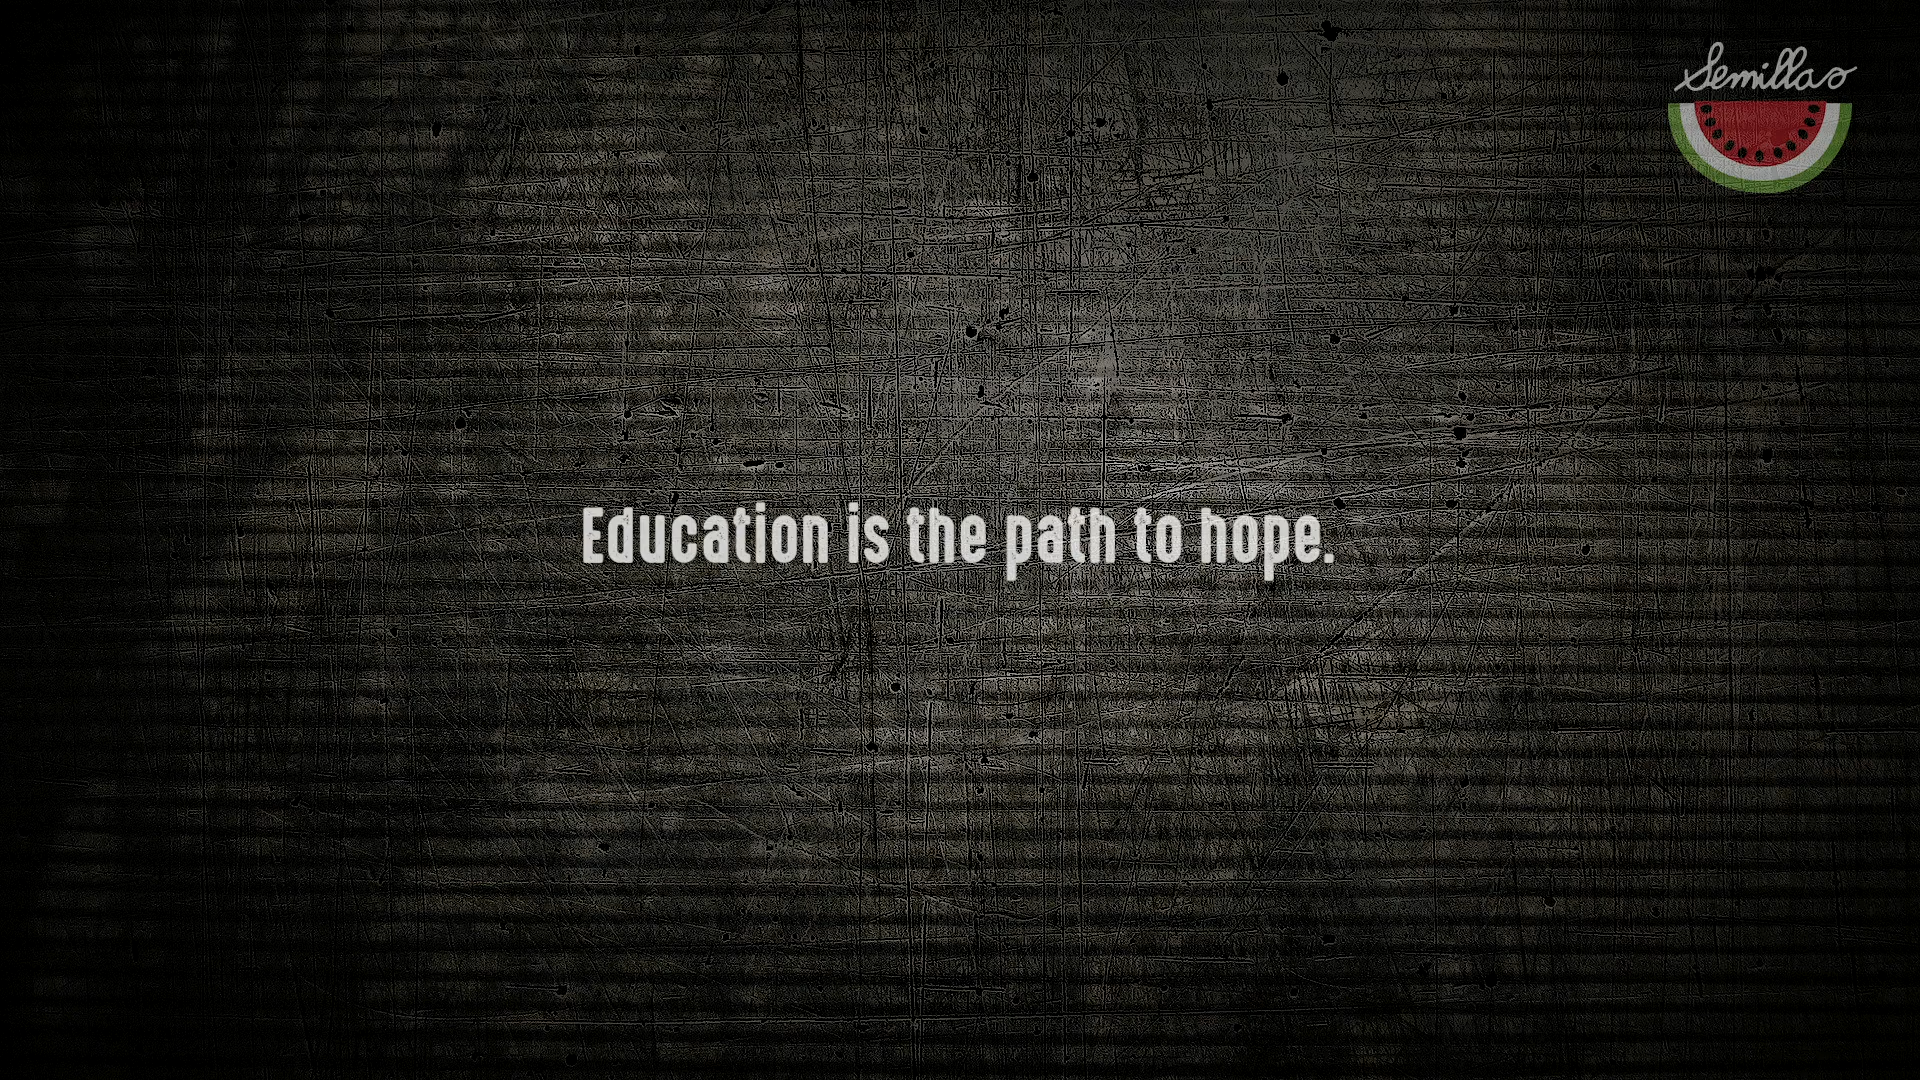 Semillas
Education is the path to hope.